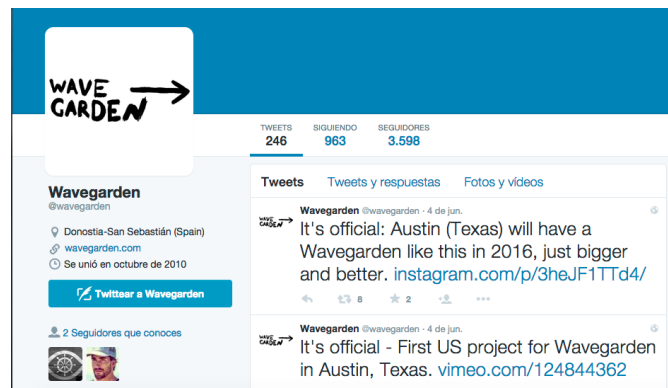 WAVE
GARDEN
TWEETS SIGUIENDO SEGUIDORES
246 963 3.598
Wavegarden
@wavegarden
Donostia-San Sebastián (Spain)
wavegarden.com
Se unió en octubre de 2010
Twittear a Wavegarden
2 Seguidores que conoces
Tweets Tweets y respuestas Fotos y vídeos
WAVE
GARDEN
Wavegarden @wavegarden · 4 de jun.
It's official: Austin (Texas) will have a
Wavegarden like this in 2016, just bigger
and better. instagram.com/p/3heJF1TTd4/
8 2
WAVE
GARDEN
Wavegarden @wavegarden · 4 de jun.
It's official - First US project for Wavegarden
in Austin, Texas. vimeo.com/124844362